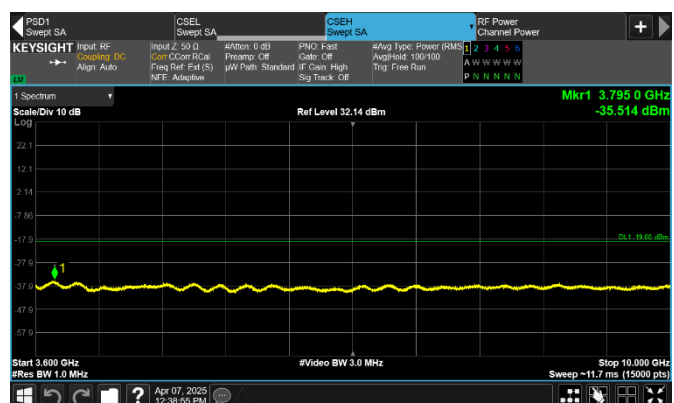 PSD1
Swept SA
CSEL
Swept SA
CSEH
Swept SA
RF Power
Channel Power
KEYSIGHT
Input: RF
Coupling: DC
Align: Auto
Input Z: 50 Ω
Corr CCorr RCal
Freq Ref: Ext (S)
NFE: Adaptive
#Atten: 0 dB
Preamp: Off
µW Path: Standard
PNO: Fast
Gate: Off
IF Gain: High
Sig Track: Off
#Avg Type: Power (RMS
Avg|Hold: 100/100
Trig: Free Run
1 2 3 4 5 6
A W W W W W
P N N N N N
1 Spectrum
Scale/Div 10 dB
Log
Ref Level 32.14 dBm
Mkr1 3.795 0 GHz
-35.514 dBm
22.1
12.1
2.14
-7.86
-17.9
-27.9
-37.9
-47.9
-57.9
DL1 -19.00 dBm
1
Start 3.600 GHz
#Res BW 1.0 MHz
#Video BW 3.0 MHz
Stop 10.000 GHz
Sweep ~11.7 ms (15000 pts)
?
Apr 07, 2025
12:38:55 PM